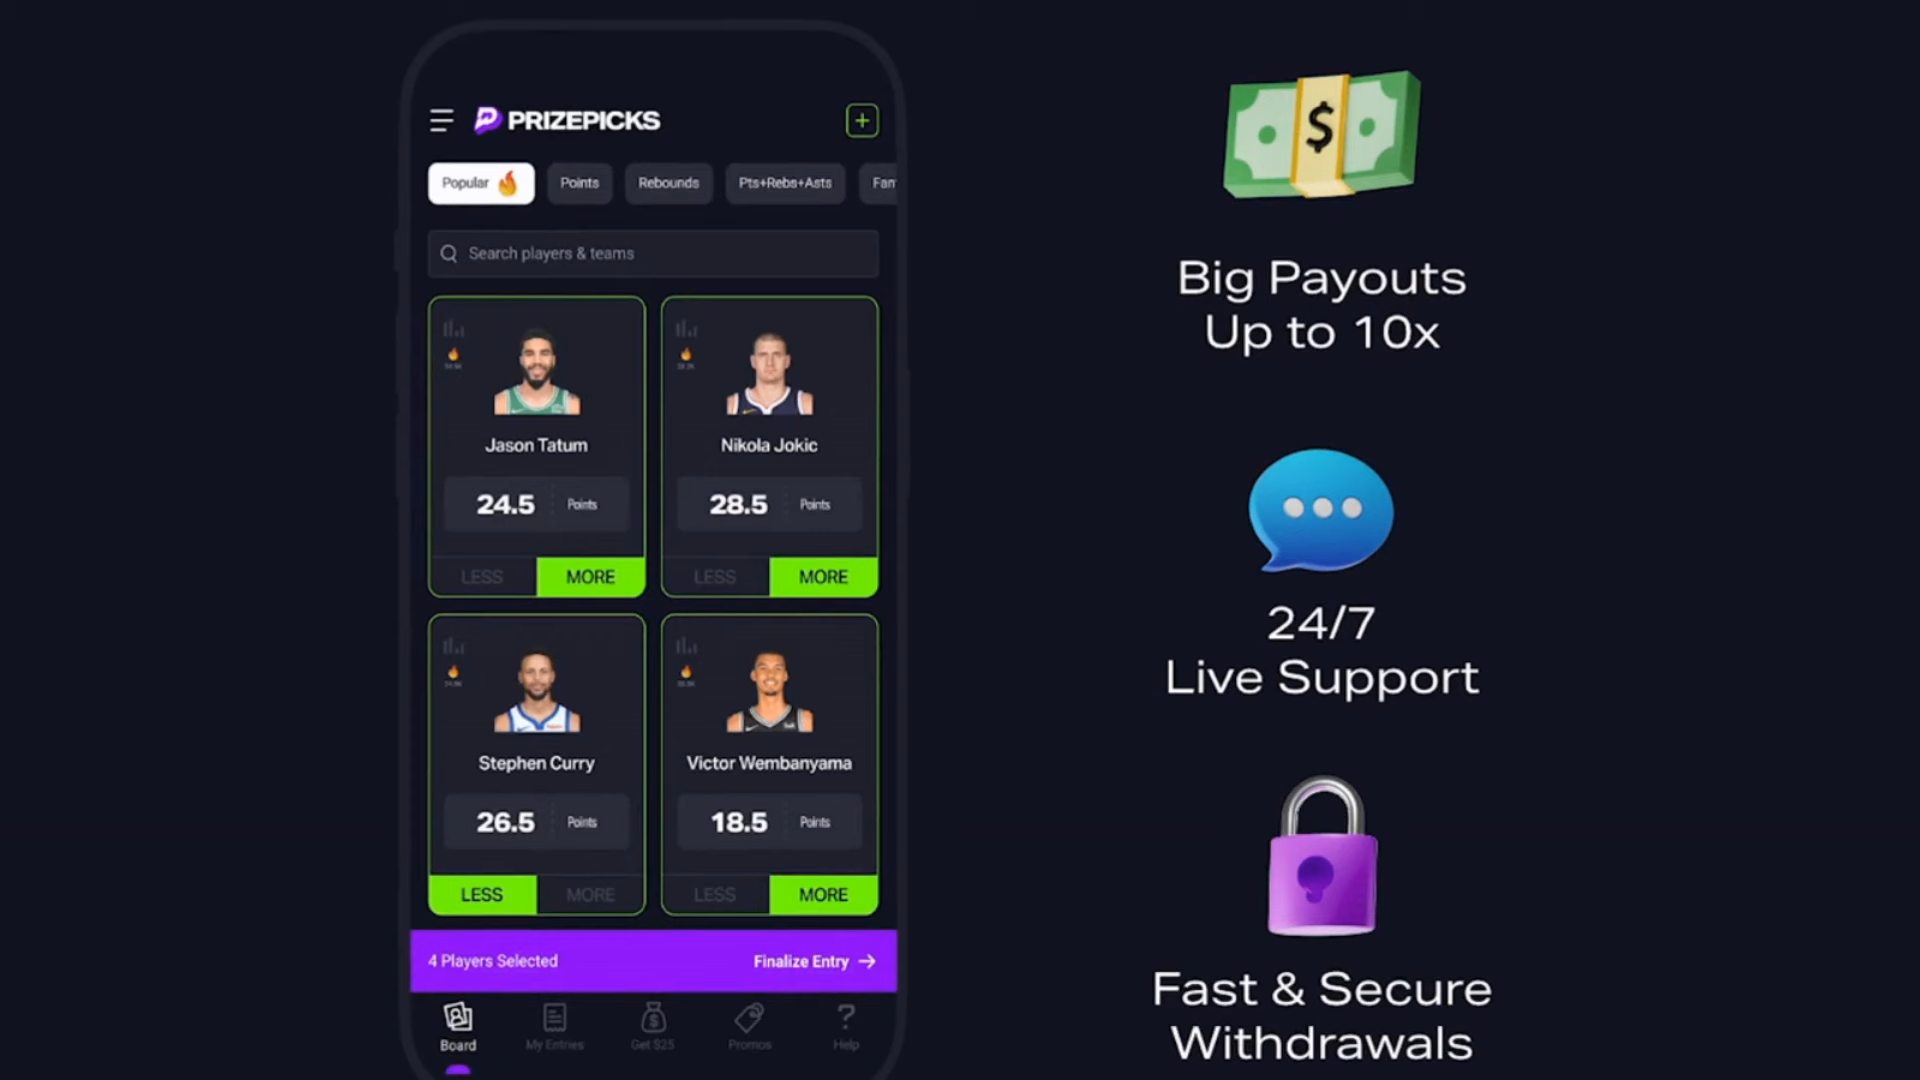 PRIZEPICKS
Popular
Points
Rebounds
Pts+Rebs+Asts
Fan
Search players & teams
Jason Tatum
24.5 Points
LESS MORE
Nikola Jokic
28.5 Points
LESS MORE
Stephen Curry
26.5 Points
LESS MORE
Victor Wembanyama
18.5 Points
LESS MORE
4 Players Selected
Finalize Entry
Board
My Entries
Get $25
Promos
Help
$
Big Payouts
Up to 10x
24/7
Live Support
Fast & Secure
Withdrawals